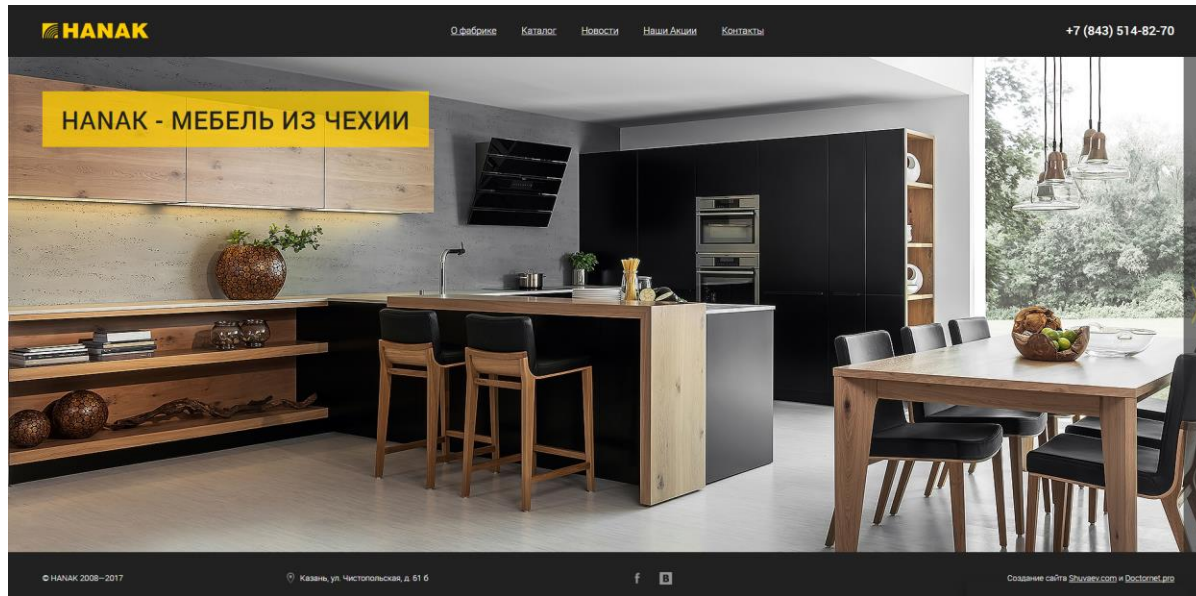 HANAK
О фабрике
Каталог
Новости
Наши Акции
Контакты
+7 (843) 514-82-70
HANAK - МЕБЕЛЬ ИЗ ЧЕХИИ
© HANAK 2008–2017
Казань, ул. Чистопольская, д. 61 б
f
B
Создание сайта Shuvaev.com и Doctornet.pro